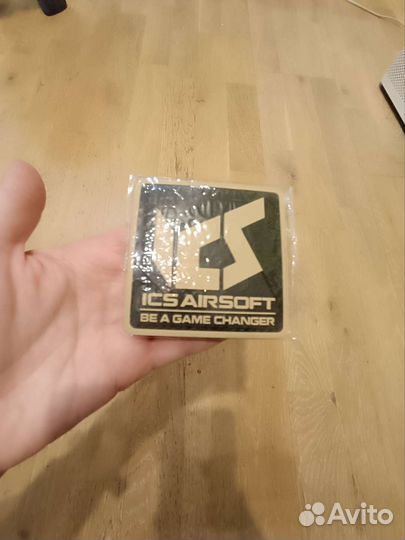 ICS
ICS AIRSOFT
BE A GAME CHANGER
Avito